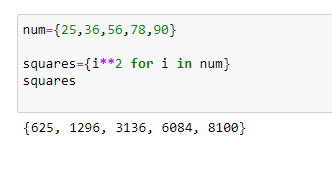 num={25,36,56,78,90}
squares={i**2 for i in num}
squares
{625, 1296, 3136, 6084, 8100}